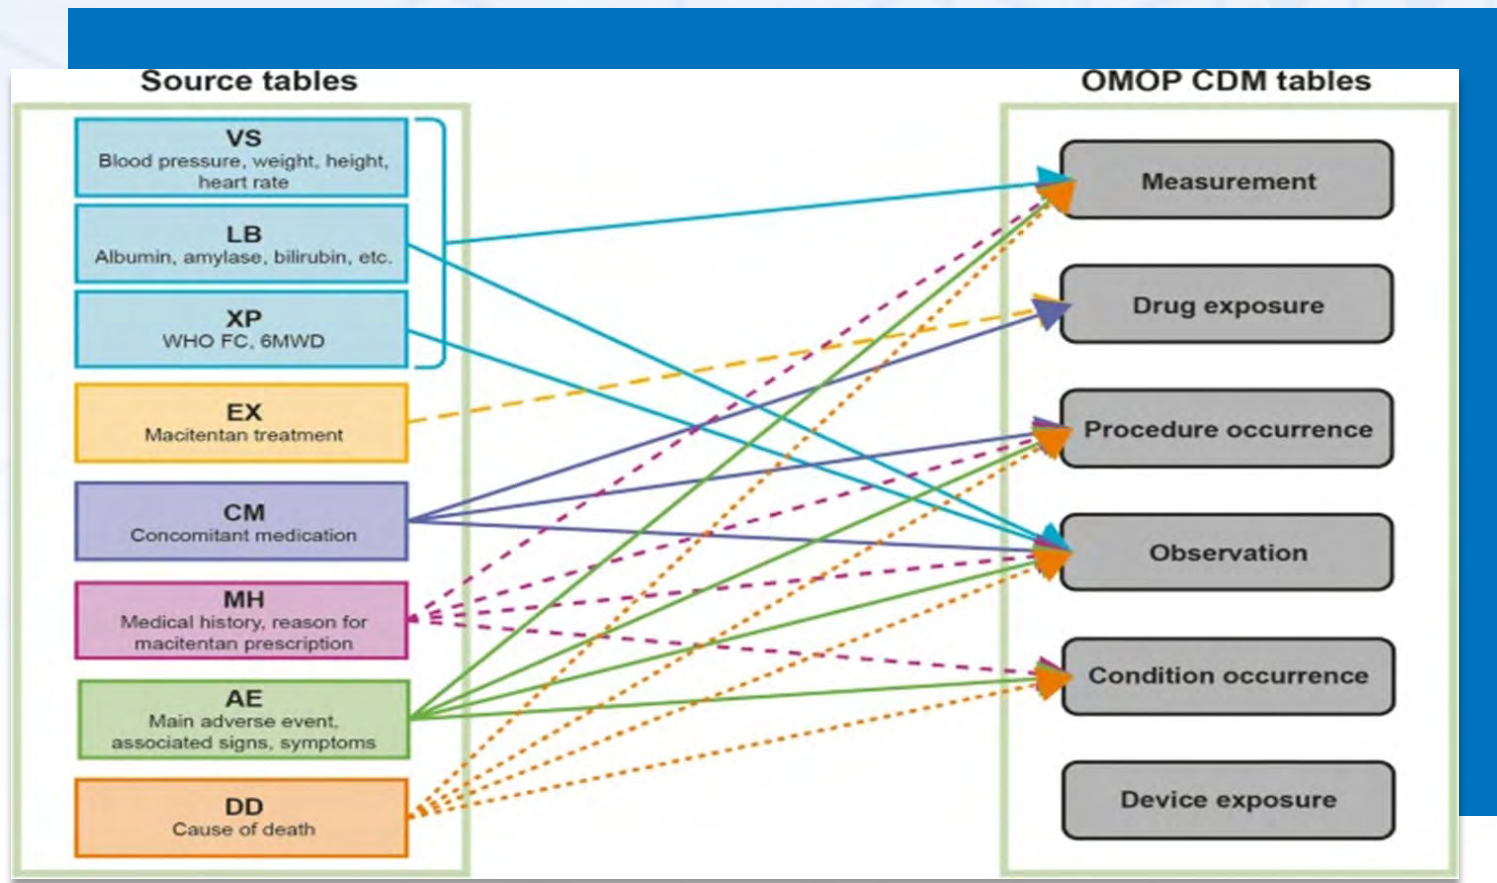 Source tables
VS
Blood pressure, weight, height,
heart rate
LB
Albumin, amylase, bilirubin, etc.
XP
WHO FC, 6MWD
EX
Macitentan treatment
CM
Concomitant medication
MH
Medical history, reason for
macitentan prescription
AE
Main adverse event,
associated signs, symptoms
DD
Cause of death
OMOP CDM tables
Measurement
Drug exposure
Procedure occurrence
Observation
Condition occurrence
Device exposure